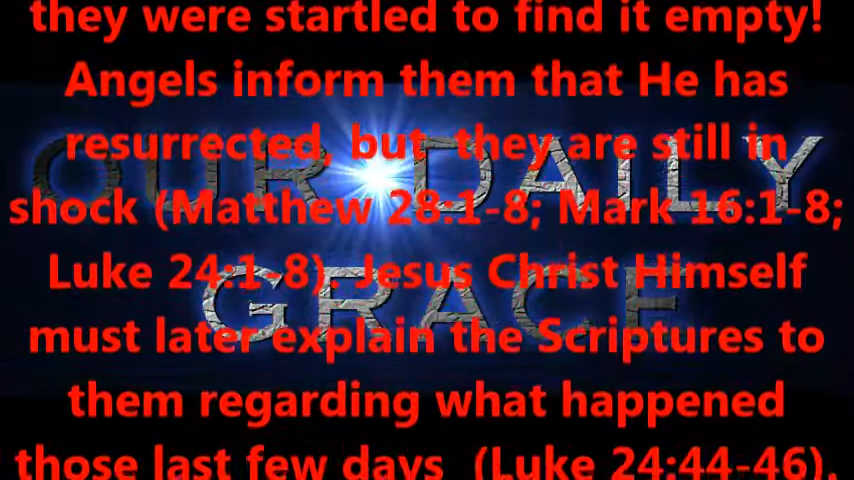 they were startled to find it empty!
Angels inform them that He has
resurrected, but  they are still in
shock (Matthew 28:1-8; Mark 16:1-8;
Luke 24:1-8). Jesus Christ Himself
must later explain the Scriptures to
them regarding what happened
those last few days  (Luke 24:44-46).
OUR DAILY
GRACE